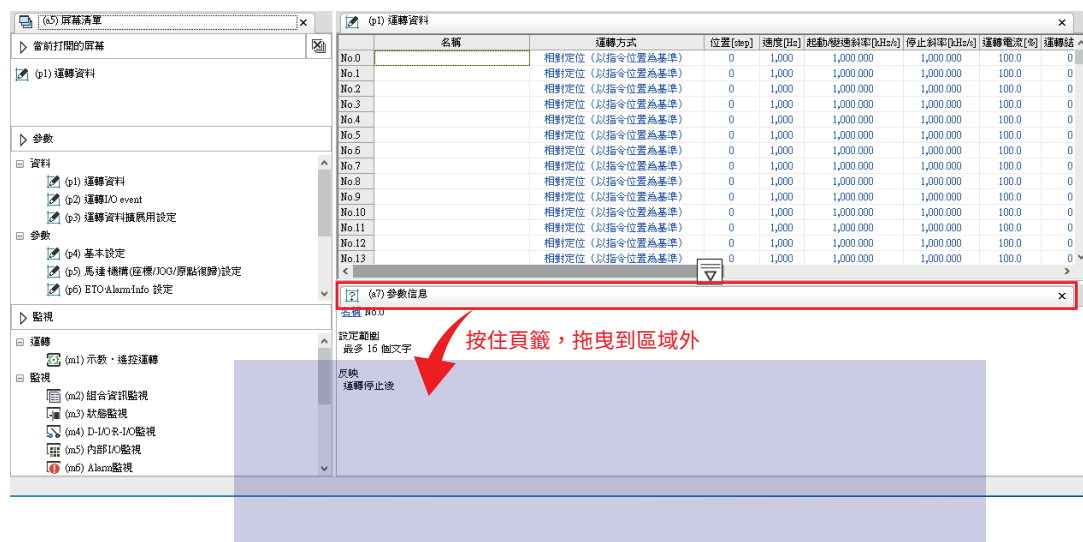 (a5) 屏幕清單
當前打開的屏幕
(p1) 運轉資料
參數
資料
(p1) 運轉資料
(p2) 運轉I/O event
(p3) 運轉資料擴展用設定
參數
(p4) 基本設定
(p5) 馬達·機構(座標/JOG/原點復歸)設定
(p6) ETO·Alarm·Info 設定
監視
運轉
(m1) 示教・遙控運轉
監視
(m2) 組合資訊監視
(m3) 狀態監視
(m4) D-I/O·R-I/O監視
(m5) 內部I/O監視
(m6) Alarm監視
(p1) 運轉資料
名稱 運轉方式 位置[step] 速度[Hz] 起動/變速斜率[kHz/s] 停止斜率[kHz/s] 運轉電流[%] 運轉結
No.0 相對定位（以指令位置為基準） 0 1,000 1,000.000 1,000.000 100.0 0
No.1 相對定位（以指令位置為基準） 0 1,000 1,000.000 1,000.000 100.0 0
No.2 相對定位（以指令位置為基準） 0 1,000 1,000.000 1,000.000 100.0 0
No.3 相對定位（以指令位置為基準） 0 1,000 1,000.000 1,000.000 100.0 0
No.4 相對定位（以指令位置為基準） 0 1,000 1,000.000 1,000.000 100.0 0
No.5 相對定位（以指令位置為基準） 0 1,000 1,000.000 1,000.000 100.0 0
No.6 相對定位（以指令位置為基準） 0 1,000 1,000.000 1,000.000 100.0 0
No.7 相對定位（以指令位置為基準） 0 1,000 1,000.000 1,000.000 100.0 0
No.8 相對定位（以指令位置為基準） 0 1,000 1,000.000 1,000.000 100.0 0
No.9 相對定位（以指令位置為基準） 0 1,000 1,000.000 1,000.000 100.0 0
No.10 相對定位（以指令位置為基準） 0 1,000 1,000.000 1,000.000 100.0 0
No.11 相對定位（以指令位置為基準） 0 1,000 1,000.000 1,000.000 100.0 0
No.12 相對定位（以指令位置為基準） 0 1,000 1,000.000 1,000.000 100.0 0
No.13 相對定位（以指令位置為基準） 0 1,000 1,000.000 1,000.000 100.0 0
(a7) 參數信息
名稱 No.0
設定範圍
最多 16 個文字
反映
運轉停止後
按住頁籤，拖曳到區域外